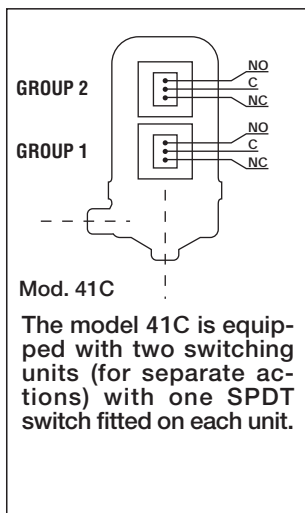 NO
GROUP 2 C
NC
NO
GROUP 1 C
NC
Mod. 41C
The model 41C is equip-
ped with two switching
units (for separate ac-
tions) with one SPDT
switch fitted on each unit.